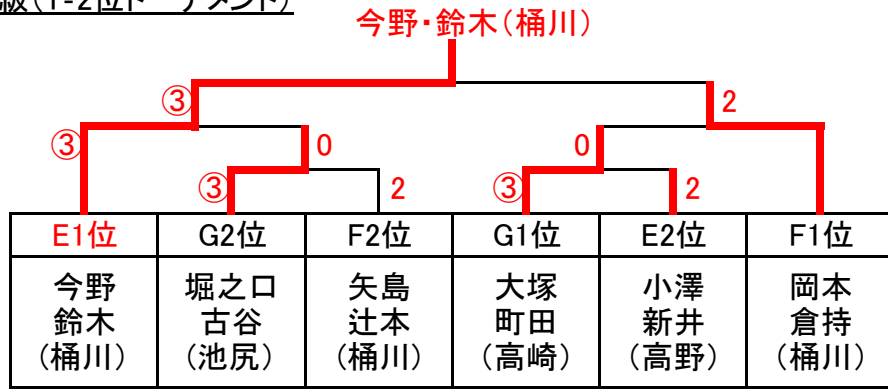 級(1-2位トーナメント)
今野・鈴木(桶川)
③ 2
③ 0 0
③ 2 ③ 2
E1位 G2位 F2位 G1位 E2位 F1位
今野 堀之口 矢島 大塚 小澤 岡本
鈴木 古谷 辻本 町田 新井 倉持
(桶川) (池尻) (桶川) (高崎) (高野) (桶川)